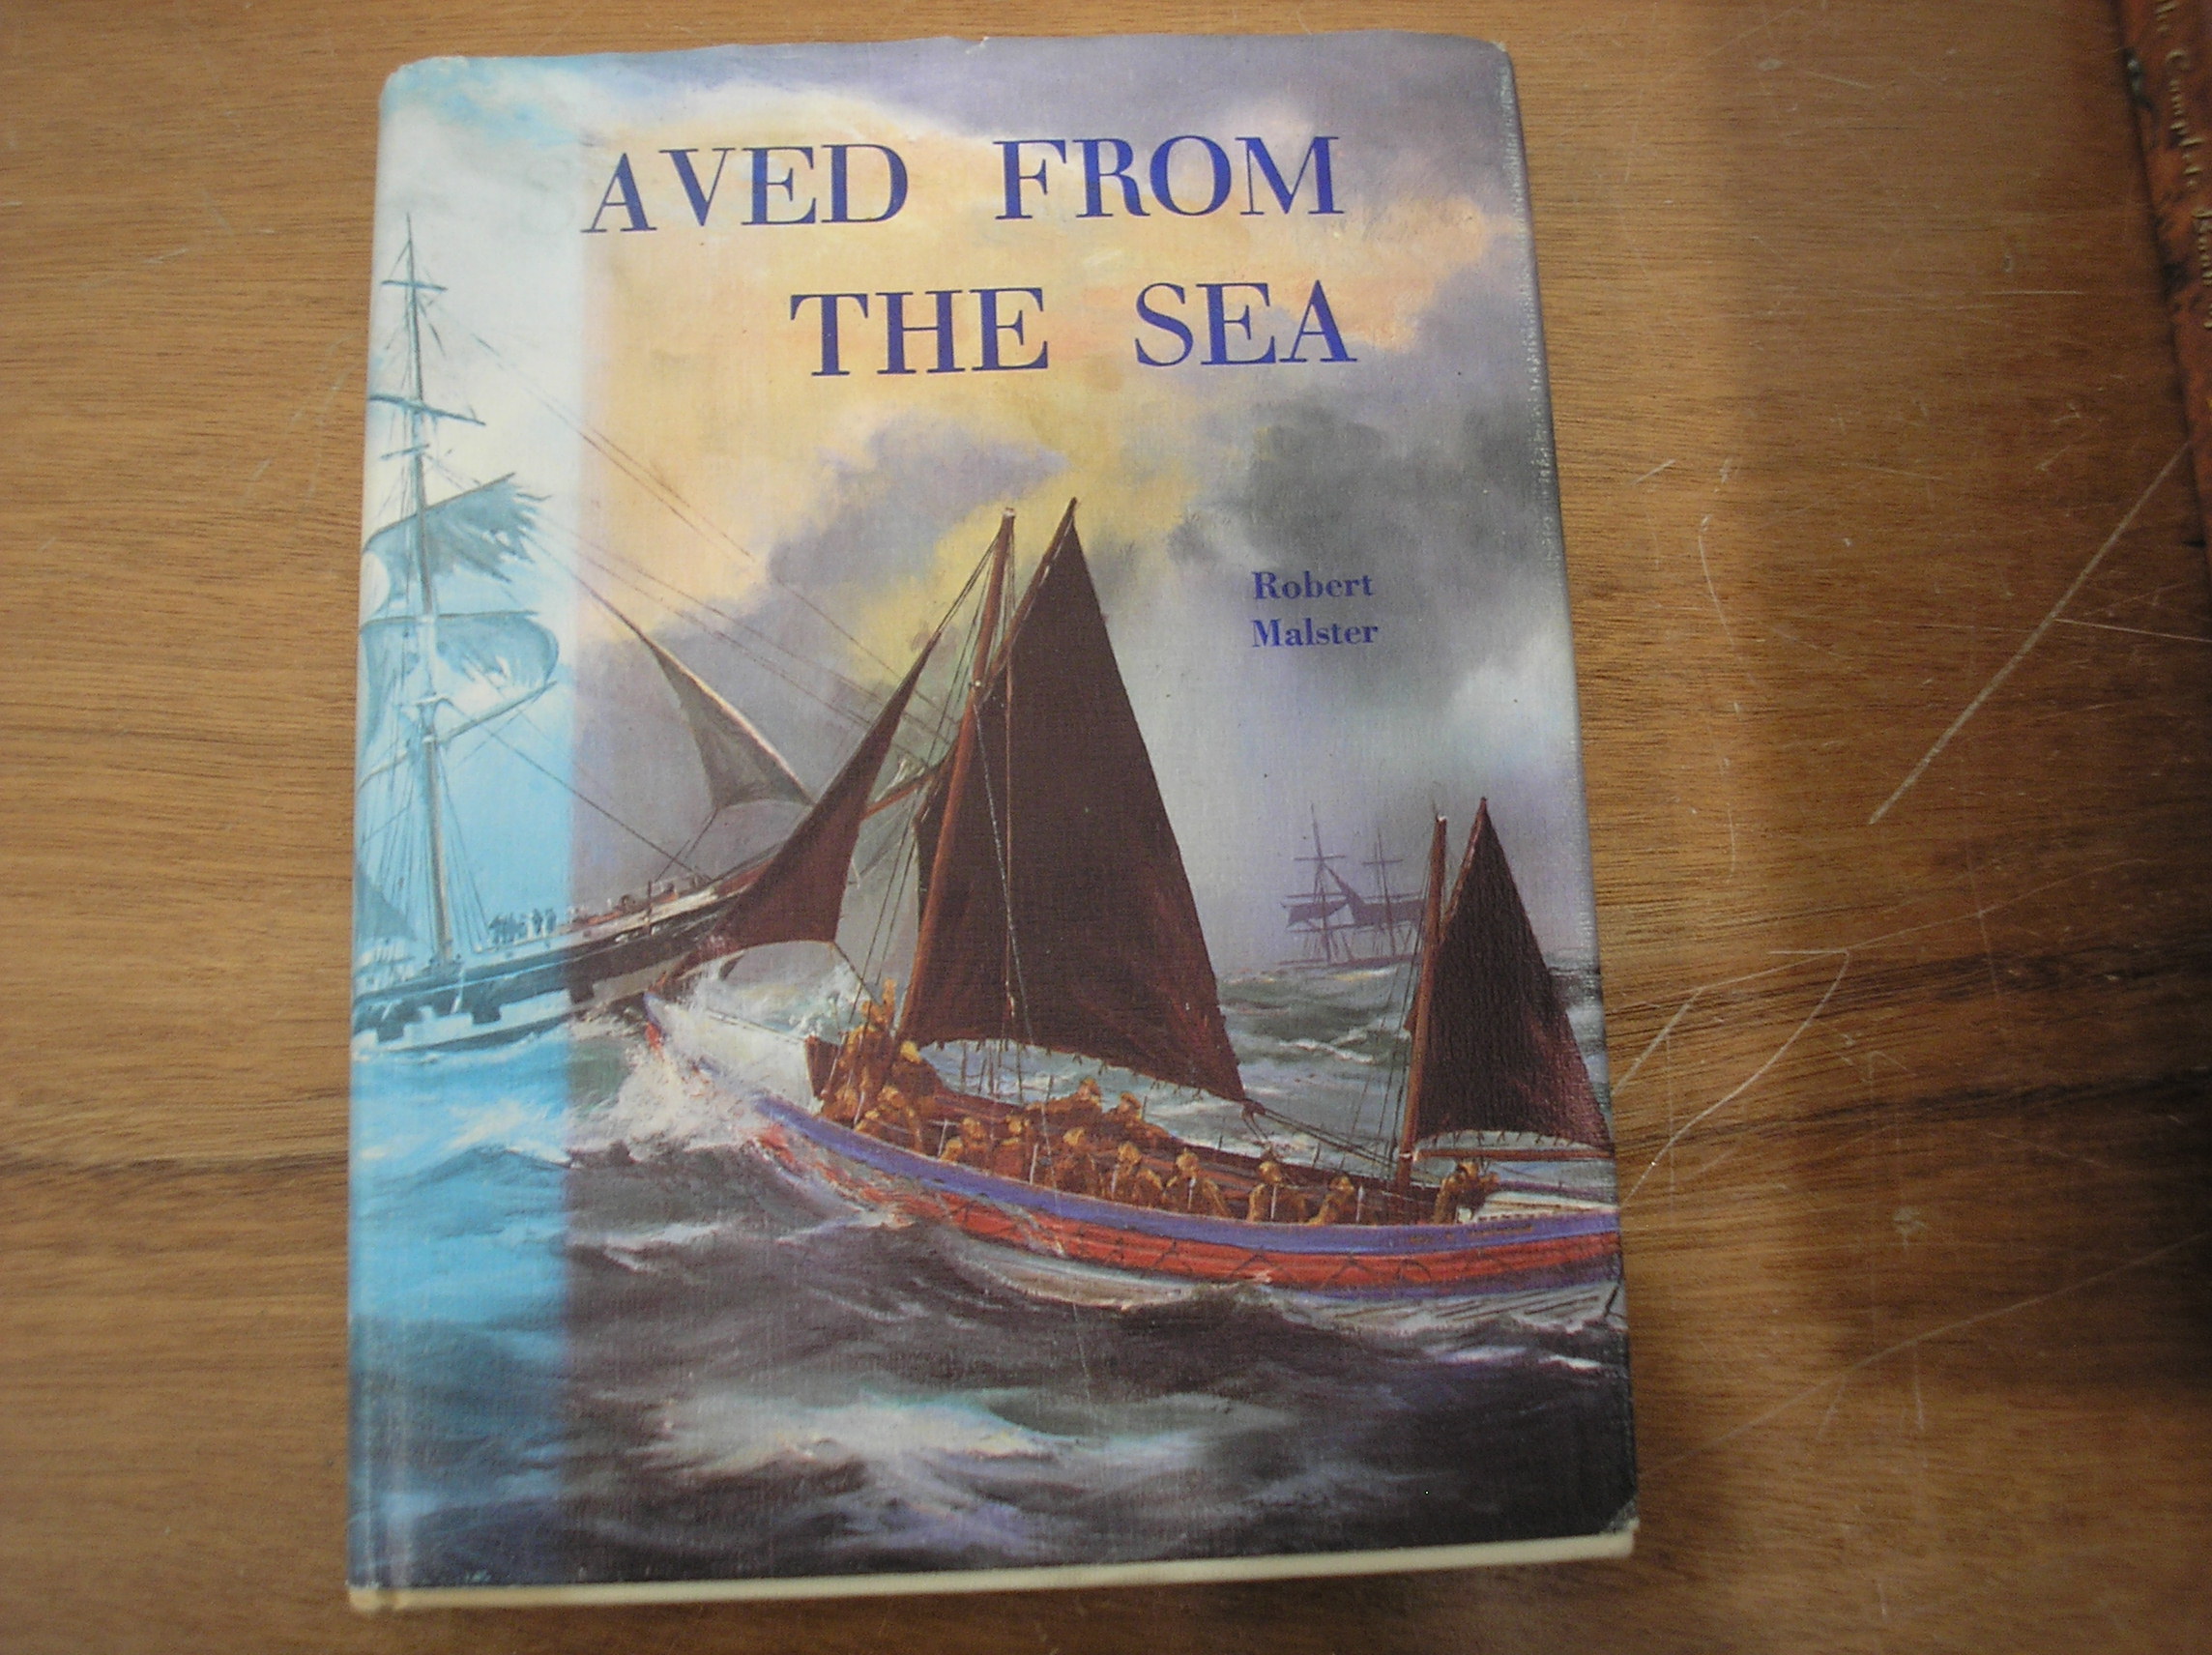 AVED FROM
THE SEA
Robert
Malster